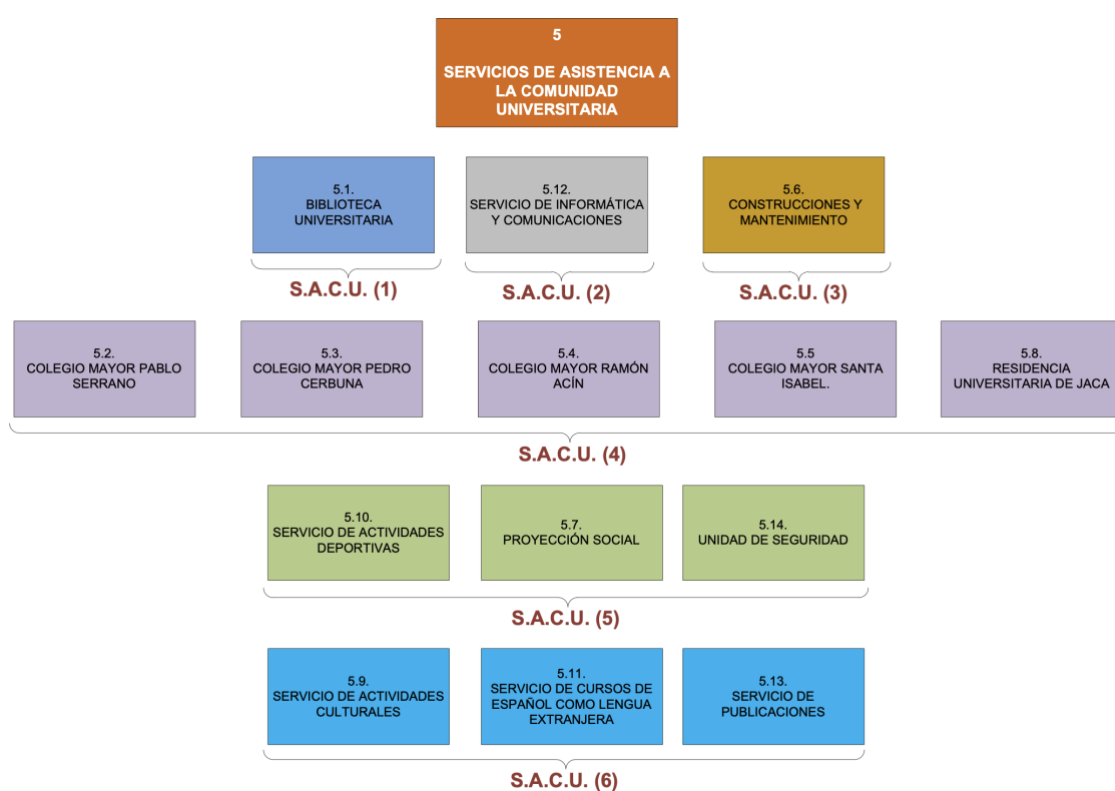 5
SERVICIOS DE ASISTENCIA A
LA COMUNIDAD
UNIVERSITARIA
5.1.
BIBLIOTECA
UNIVERSITARIA
5.12.
SERVICIO DE INFORMÁTICA
Y COMUNICACIONES
5.6.
CONSTRUCCIONES Y
MANTENIMIENTO
S.A.C.U. (1)
S.A.C.U. (2)
S.A.C.U. (3)
5.2.
COLEGIO MAYOR PABLO
SERRANO
5.3.
COLEGIO MAYOR PEDRO
CERBUNA
5.4.
COLEGIO MAYOR RAMÓN
ACÍN
5.5
COLEGIO MAYOR SANTA
ISABEL.
5.8.
RESIDENCIA
UNIVERSITARIA DE JACA
S.A.C.U. (4)
5.10.
SERVICIO DE ACTIVIDADES
DEPORTIVAS
5.7.
PROYECCIÓN SOCIAL
5.14.
UNIDAD DE SEGURIDAD
S.A.C.U. (5)
5.9.
SERVICIO DE ACTIVIDADES
CULTURALES
5.11.
SERVICIO DE CURSOS DE
ESPAÑOL COMO LENGUA
EXTRANJERA
5.13.
SERVICIO DE
PUBLICACIONES
S.A.C.U. (6)